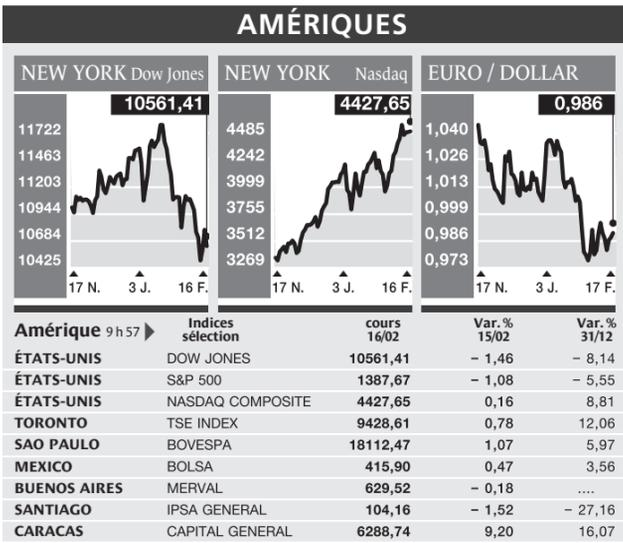 AMÉRIQUES
NEW YORK Dow Jones
10561,41
11722
11463
11203
10944
10684
10425
17 N. 3 J. 16 F.
NEW YORK Nasdaq
4427,65
4485
4242
3999
3755
3512
3269
17 N. 3 J. 16 F.
EURO / DOLLAR
0,986
1,040
1,026
1,013
0,999
0,986
0,973
17 N. 3 J. 17 F.
Amérique 9 h 57 Indices sélection cours 16/02 Var. % 15/02 Var. % 31/12
ÉTATS-UNIS DOW JONES 10561,41 – 1,46 – 8,14
ÉTATS-UNIS S&P 500 1387,67 – 1,08 – 5,55
ÉTATS-UNIS NASDAQ COMPOSITE 4427,65 0,16 8,81
TORONTO TSE INDEX 9428,61 0,78 12,06
SAO PAULO BOVESPA 18112,47 1,07 5,97
MEXICO BOLSA 415,90 0,47 3,56
BUENOS AIRES MERVAL 629,52 – 0,18 ....
SANTIAGO IPSA GENERAL 104,16 – 1,52 – 27,16
CARACAS CAPITAL GENERAL 6288,74 9,20 16,07